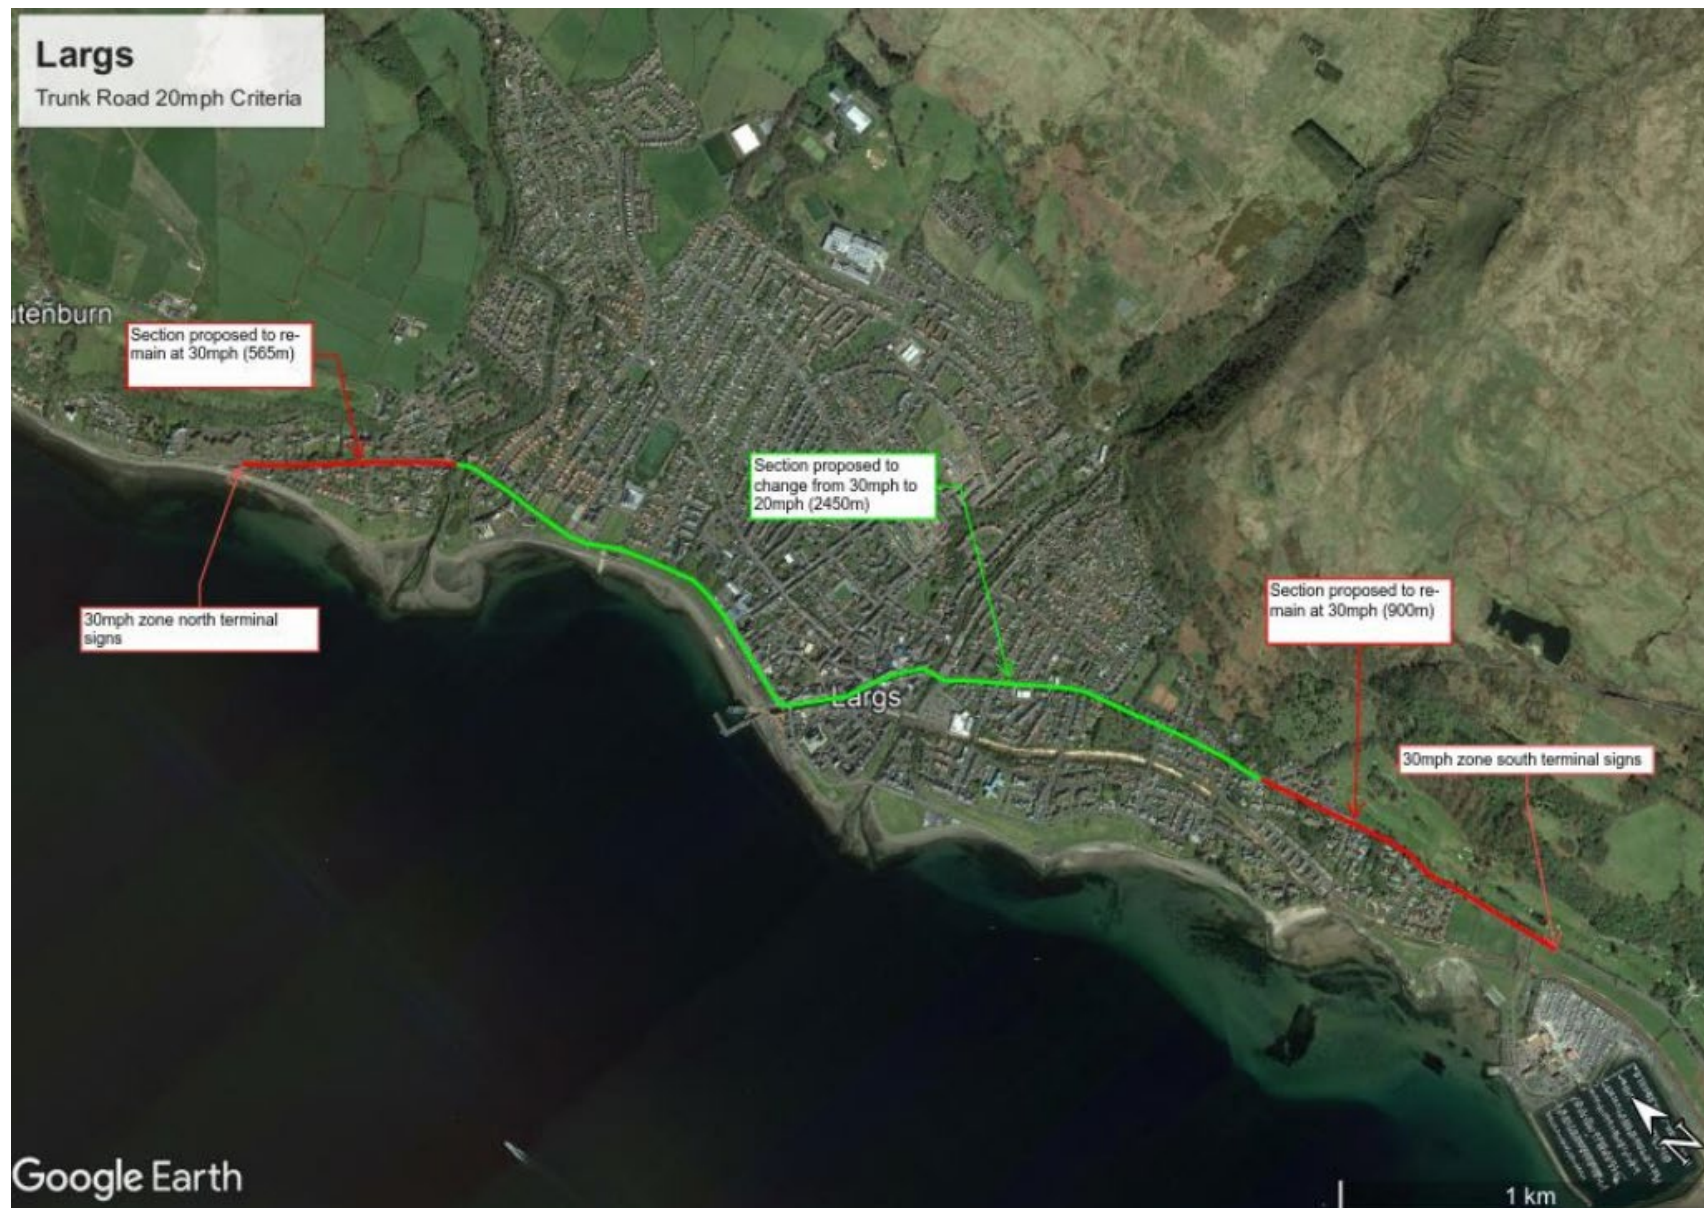 Largs
Trunk Road 20mph Criteria
utenburn
Section proposed to re-
main at 30mph (565m)
Section proposed to
change from 30mph to
20mph (2450m)
Section proposed to re-
main at 30mph (900m)
30mph zone north terminal
signs
Largs
30mph zone south terminal signs
N
Google Earth
1 km